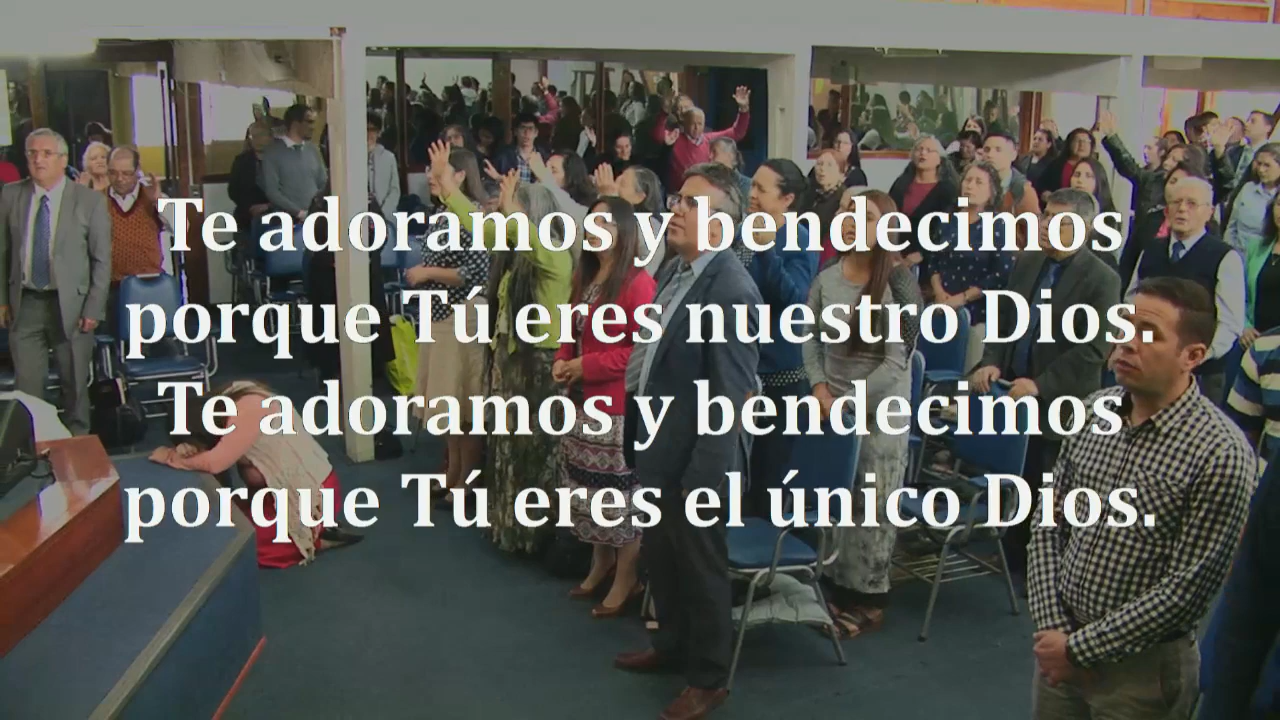 Te adoramos y bendecimos
porque Tú eres nuestro Dios.
Te adoramos y bendecimos
porque Tú eres el único Dios.